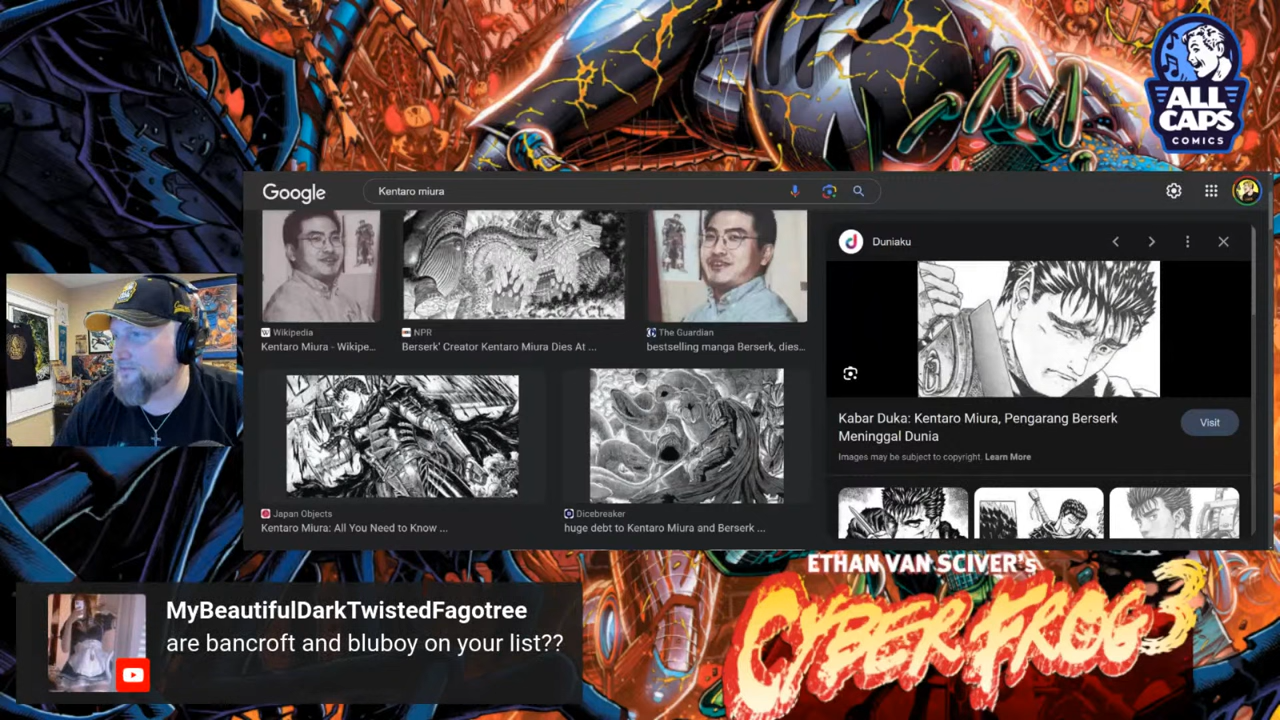 ALL
CAPS
COMICS
Google
Kentaro miura
Duniaku
Wikipedia
Kentaro Miura - Wikipe...
NPR
Berserk' Creator Kentaro Miura Dies At ...
The Guardian
bestselling manga Berserk, dies...
Kabar Duka: Kentaro Miura, Pengarang Berserk
Meninggal Dunia
Visit
Images may be subject to copyright. Learn More
Japan Objects
Kentaro Miura: All You Need to Know ...
Dicebreaker
huge debt to Kentaro Miura and Berserk ...
ETHAN VAN SCIVER's
CYBERFROG 3
MyBeautifulDarkTwistedFagotree
are bancroft and bluboy on your list??